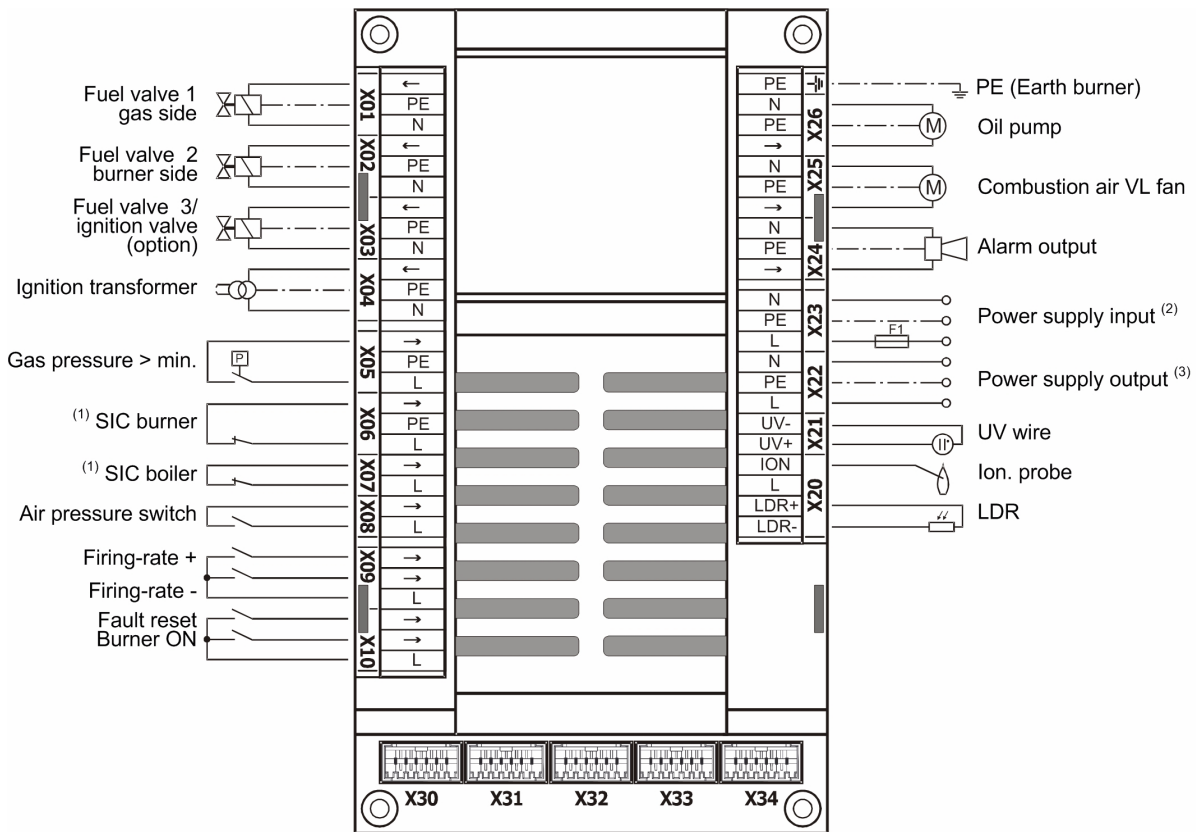 Fuel valve 1
gas side
Fuel valve 2
burner side
Fuel valve 3/
ignition valve
(option)
Ignition transformer
Gas pressure > min.
P
(1) SIC burner
(1) SIC boiler
Air pressure switch
Firing-rate +
Firing-rate -
Fault reset
Burner ON
X01
←
PE
N
X02
←
PE
N
X03
←
PE
N
X04
←
PE
N
X05
→
PE
L
X06
→
PE
L
X07
→
L
X08
→
L
X09
→
→
L
X10
→
→
L
PE
X26
N
PE
→
X25
N
PE
→
X24
N
PE
→
X23
N
PE
L
X22
N
PE
L
X21
UV-
UV+
X20
ION
L
LDR+
LDR-
PE (Earth burner)
M
Oil pump
M
Combustion air VL fan
Alarm output
Power supply input (2)
F1
Power supply output (3)
UV wire
Ion. probe
LDR
X30 X31 X32 X33 X34